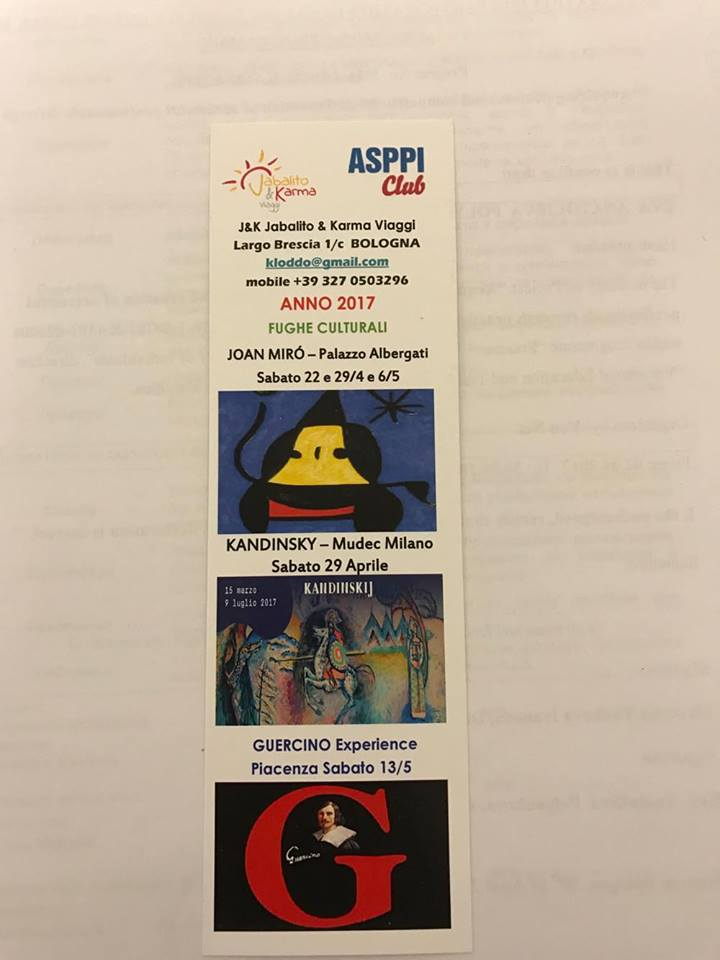 Jabalito
& Karma
viaggi
ASPPI
Club
J&K Jabalito & Karma Viaggi
Largo Brescia 1/c BOLOGNA
kloddo@gmail.com
mobile +39 327 0503296
ANNO 2017
FUGHE CULTURALI
JOAN MIRÓ – Palazzo Albergati
Sabato 22 e 29/4 e 6/5
KANDINSKY – Mudec Milano
Sabato 29 Aprile
15 marzo
9 luglio 2017
KANDINSKIJ
GUERCINO Experience
Piacenza Sabato 13/5
G
Guercino